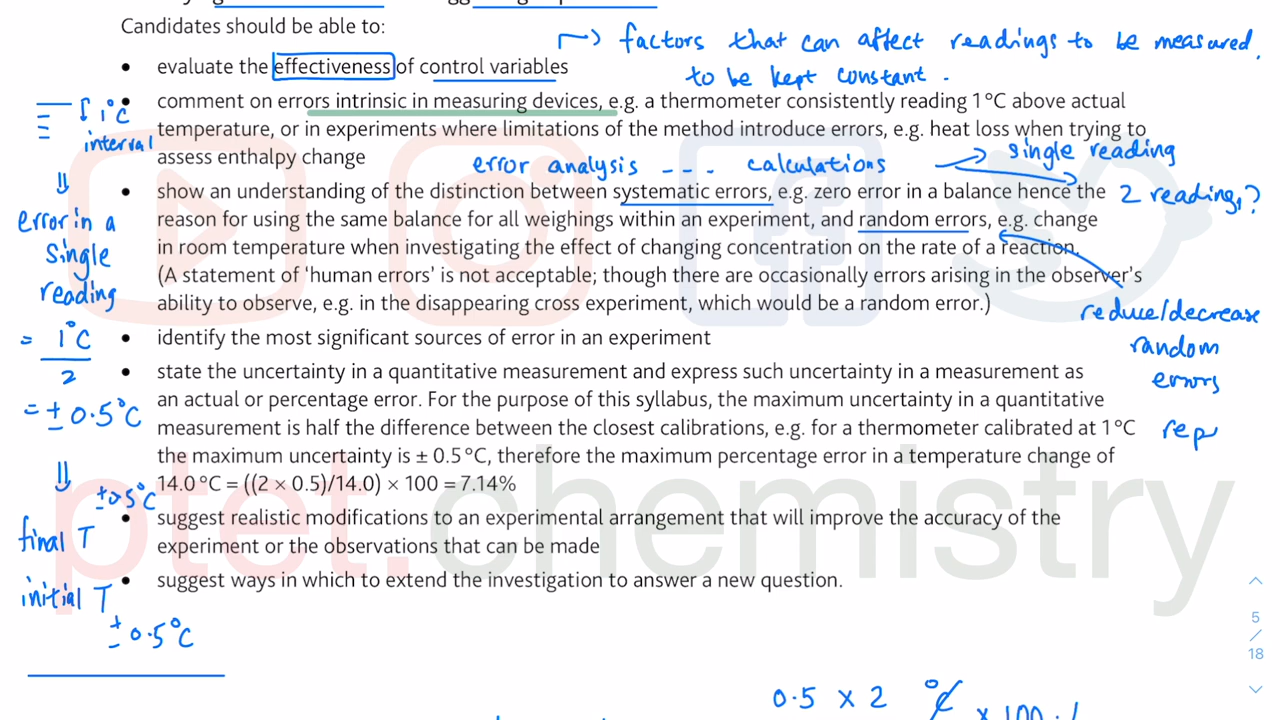 Candidates should be able to:
factors that can affect readings to be measured.
to be kept constant.
• evaluate the effectiveness of control variables
• comment on errors intrinsic in measuring devices, e.g. a thermometer consistently reading 1 °C above actual
temperature, or in experiments where limitations of the method introduce errors, e.g. heat loss when trying to
assess enthalpy change
error analysis --- calculations
single reading
2 readings?
• show an understanding of the distinction between systematic errors, e.g. zero error in a balance hence the
reason for using the same balance for all weighings within an experiment, and random errors, e.g. change
in room temperature when investigating the effect of changing concentration on the rate of a reaction.
(A statement of ‘human errors’ is not acceptable; though there are occasionally errors arising in the observer’s
ability to observe, e.g. in the disappearing cross experiment, which would be a random error.)
• identify the most significant sources of error in an experiment
• state the uncertainty in a quantitative measurement and express such uncertainty in a measurement as
an actual or percentage error. For the purpose of this syllabus, the maximum uncertainty in a quantitative
measurement is half the difference between the closest calibrations, e.g. for a thermometer calibrated at 1 °C
the maximum uncertainty is ± 0.5 °C, therefore the maximum percentage error in a temperature change of
14.0 °C = ((2 × 0.5)/14.0) × 100 = 7.14%
• suggest realistic modifications to an experimental arrangement that will improve the accuracy of the
experiment or the observations that can be made
• suggest ways in which to extend the investigation to answer a new question.
1°C
interval
⇓
error in a
single
reading
= 1°C
2
= ± 0.5°C
⇓
±0.5°C
final T
initial T
± 0.5°C
reduce/decrease
random
errors
rep
ptet.chemistry
5
/
18
0.5 × 2 °C
× 100